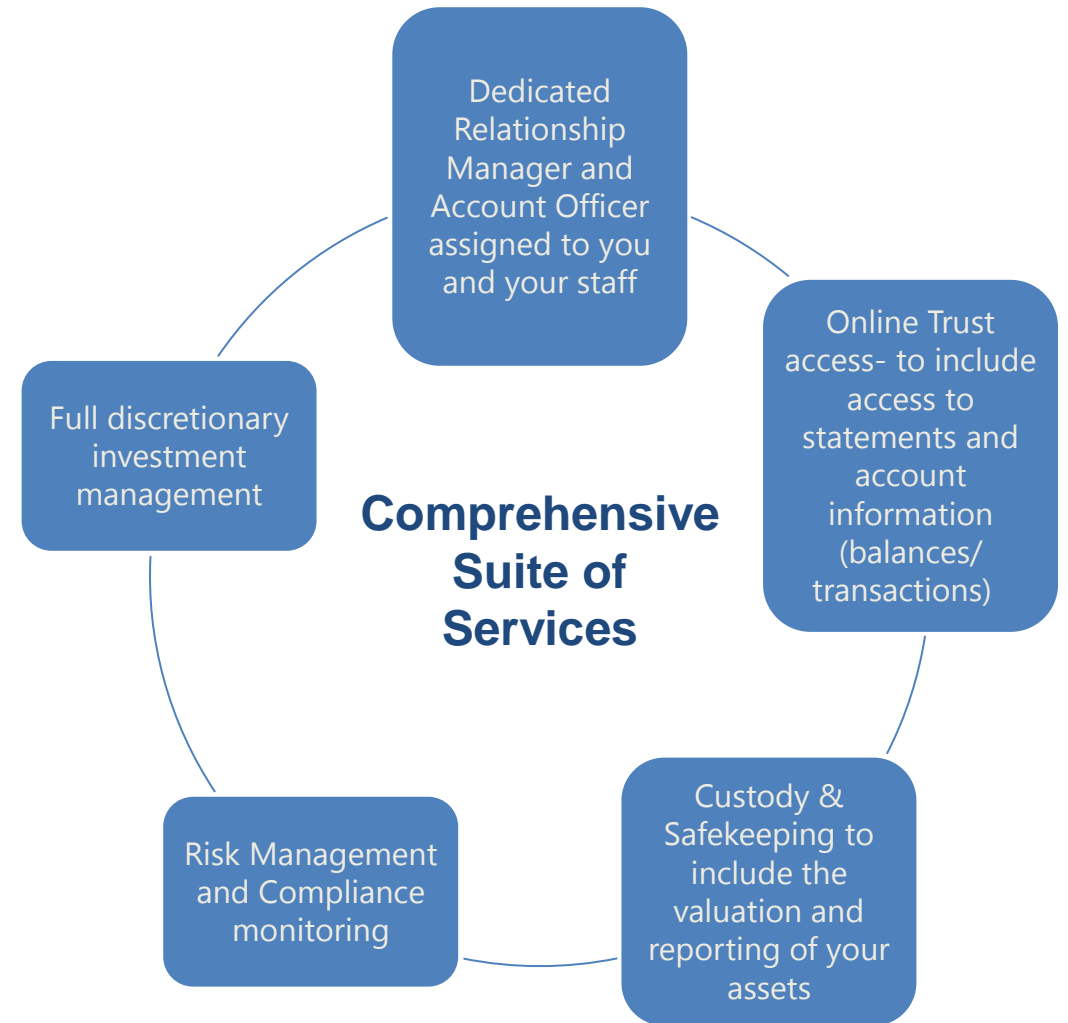 Dedicated
Relationship
Manager and
Account Officer
assigned to you
and your staff
Online Trust
access- to include
access to
statements and
account
information
(balances/
transactions)
Custody &
Safekeeping to
include the
valuation and
reporting of your
assets
Risk Management
and Compliance
monitoring
Full discretionary
investment
management
Comprehensive
Suite of
Services